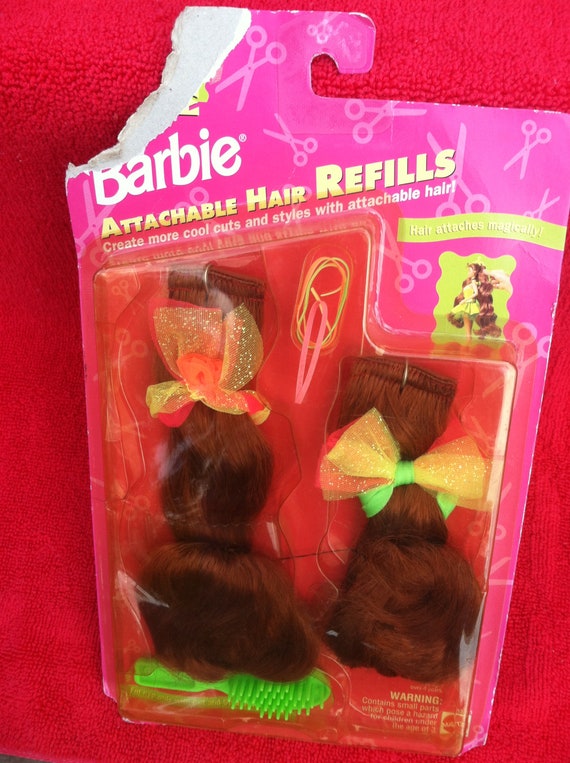 Barbie®
ATTACHABLE HAIR REFILLS
Create more cool cuts and styles with attachable hair!
Hair attaches magically!
WARNING:
Contains small parts
which pose a hazard
for children under
the age of 3